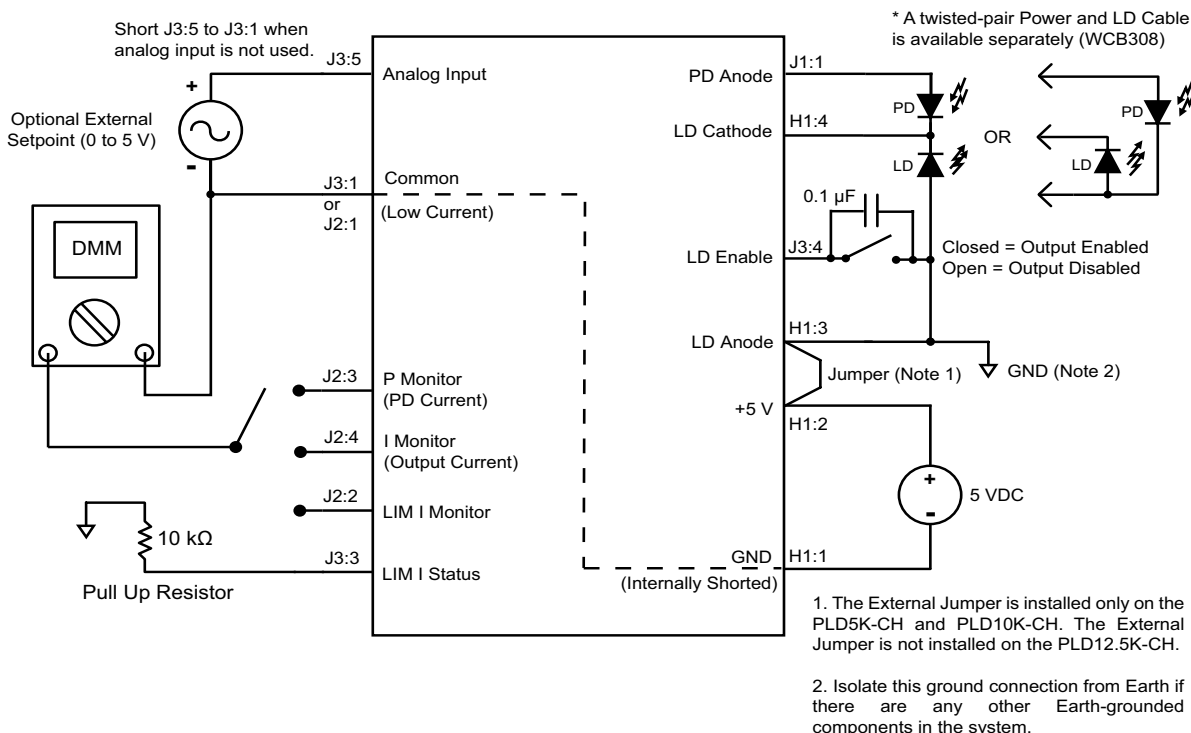 Short J3:5 to J3:1 when
analog input is not used.
* A twisted-pair Power and LD Cable
is available separately (WCB308)
J3:5
Analog Input
+
Optional External
Setpoint (0 to 5 V)
-
J3:1
or
J2:1
Common
(Low Current)
DMM
J2:3
P Monitor
(PD Current)
J2:4
I Monitor
(Output Current)
J2:2
LIM I Monitor
10 kΩ
J3:3
LIM I Status
Pull Up Resistor
PD Anode
J1:1
PD
LD Cathode
H1:4
LD
OR
PD
LD
0.1 µF
LD Enable
J3:4
Closed = Output Enabled
Open = Output Disabled
LD Anode
H1:3
Jumper (Note 1)
GND (Note 2)
+5 V
H1:2
+
5 VDC
-
GND
H1:1
(Internally Shorted)
1. The External Jumper is installed only on the
PLD5K-CH and PLD10K-CH. The External
Jumper is not installed on the PLD12.5K-CH.
2. Isolate this ground connection from Earth if
there are any other Earth-grounded
components in the system.